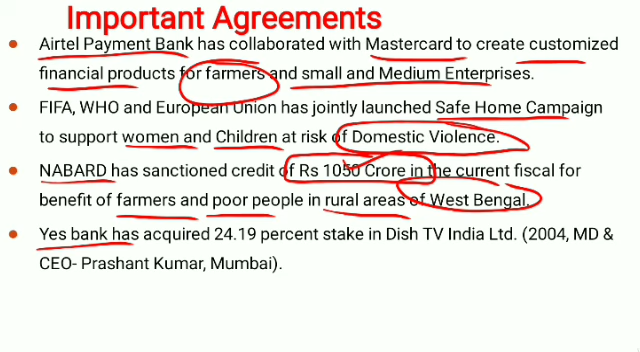 Important Agreements
Airtel Payment Bank has collaborated with Mastercard to create customized
financial products for farmers and small and Medium Enterprises.
FIFA, WHO and European Union has jointly launched Safe Home Campaign
to support women and Children at risk of Domestic Violence.
NABARD has sanctioned credit of Rs 1050 Crore in the current fiscal for
benefit of farmers and poor people in rural areas of West Bengal.
Yes bank has acquired 24.19 percent stake in Dish TV India Ltd. (2004, MD &
CEO- Prashant Kumar, Mumbai).